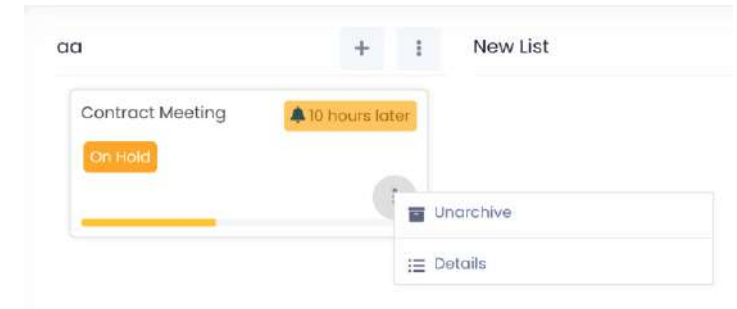 aa
New List
Contract Meeting
10 hours later
On Hold
Unarchive
Details